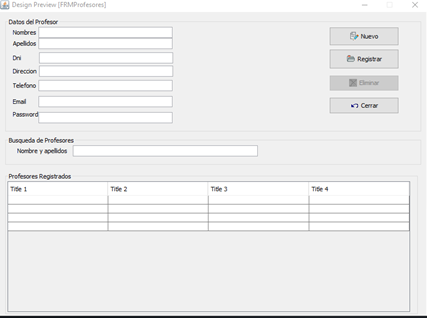 Design Preview [FRMProfesores]
Datos del Profesor
Nombres
Apellidos
Dni
Direccion
Telefono
Email
Password
Nuevo
Registrar
Eliminar
Cerrar
Busqueda de Profesores
Nombre y apellidos
Profesores Registrados
Title 1 Title 2 Title 3 Title 4